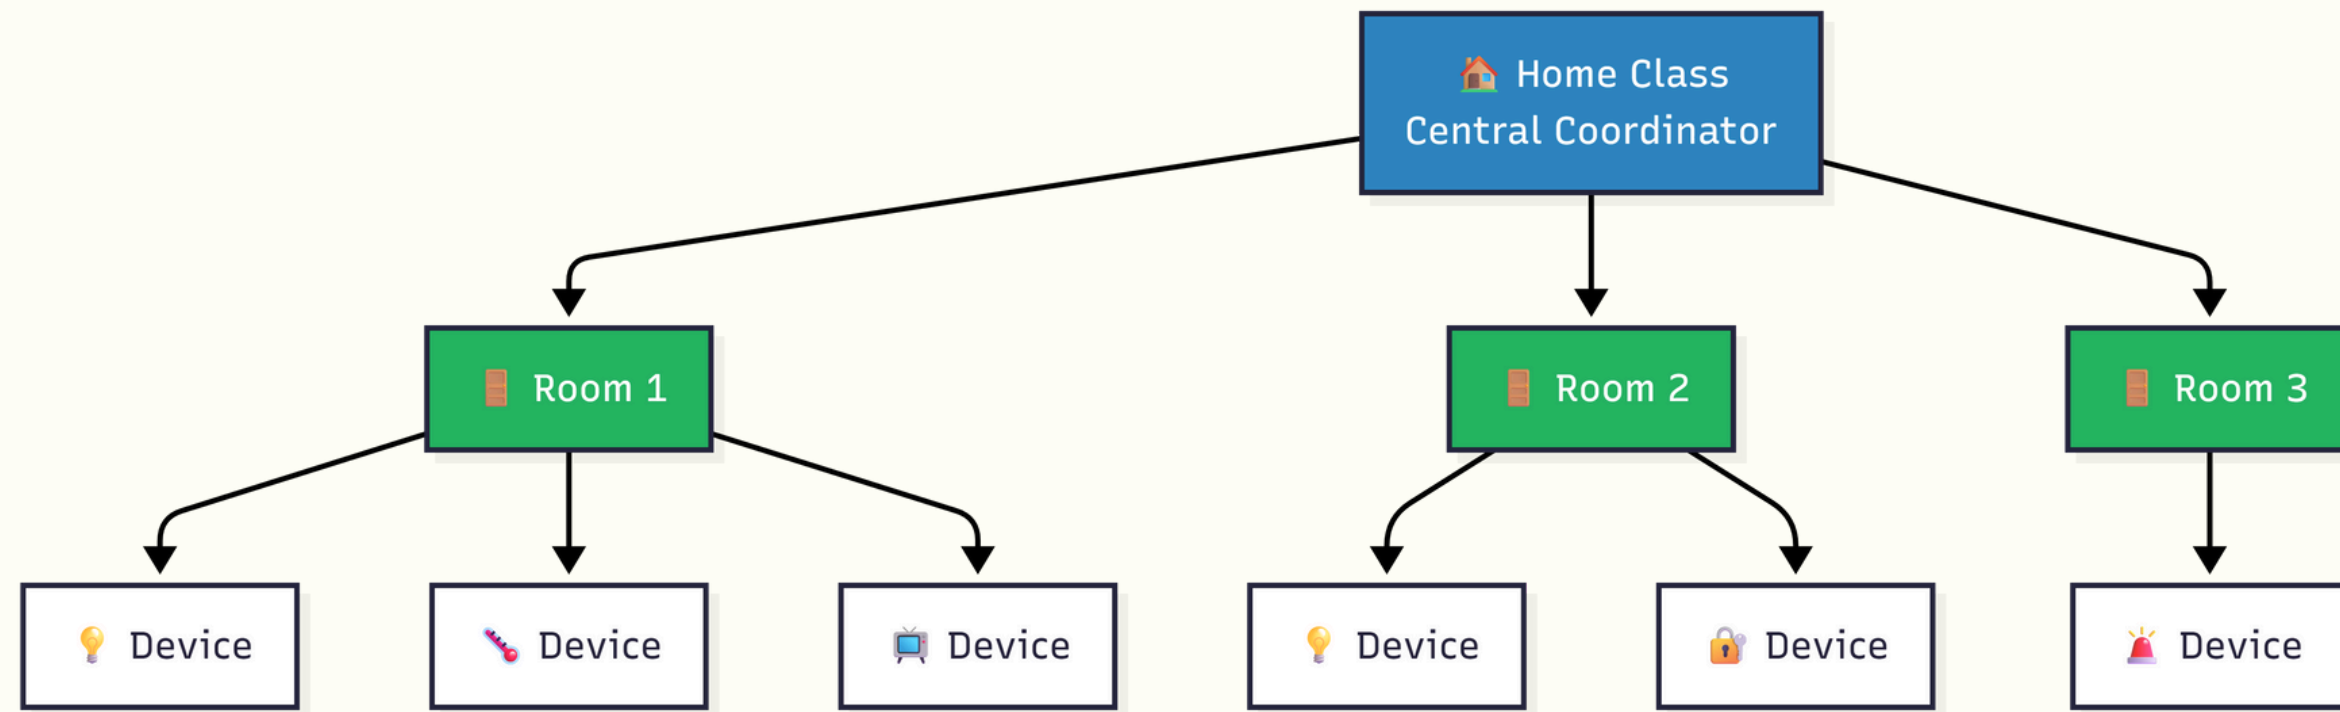 🏠 Home Class
Central Coordinator
🚪 Room 1
🚪 Room 2
🚪 Room 3
💡 Device
🌡️ Device
📺 Device
💡 Device
🔐 Device
🚨 Device